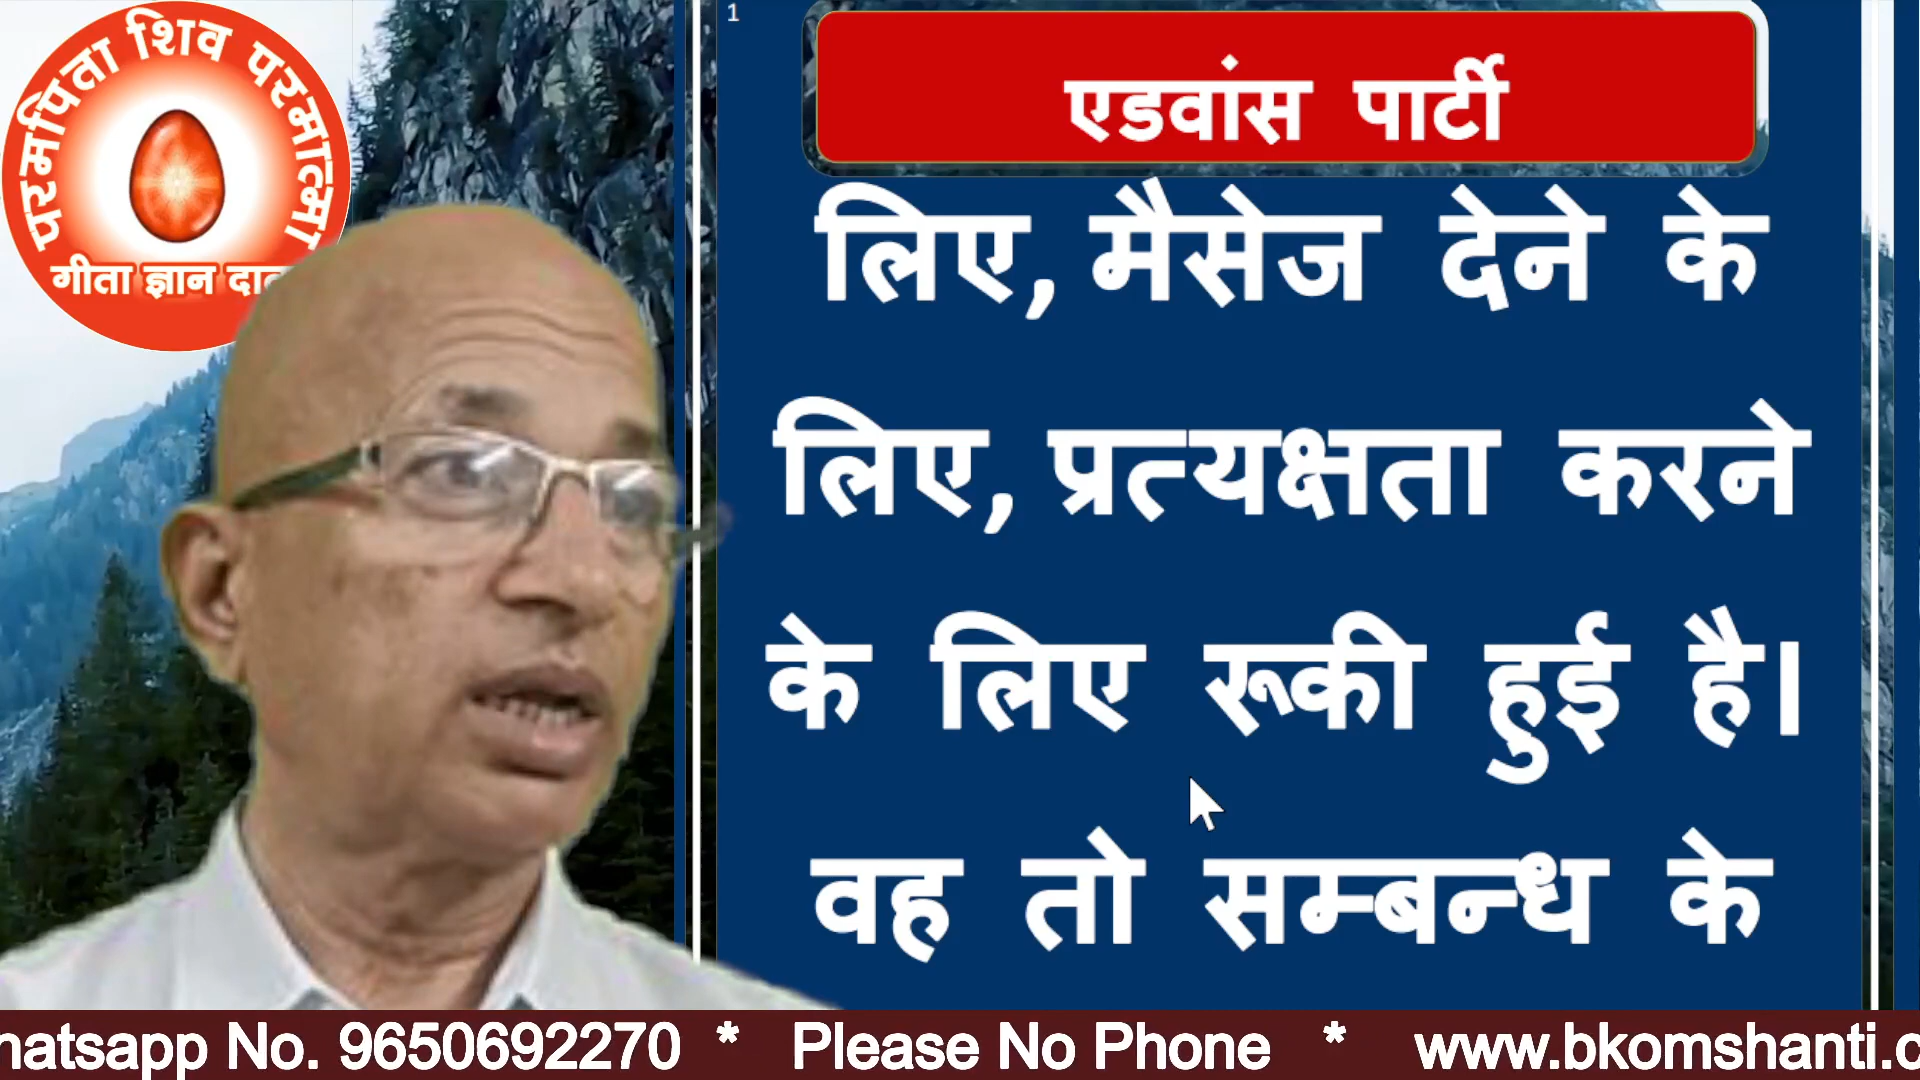 परमपिता शिव परमात्मा
गीता ज्ञान
1
एडवांस पार्टी
लिए, मैसेज देने के
लिए, प्रत्यक्षता करने
के लिए रूकी हुई है।
वह तो सम्बन्ध के
hatsapp No. 9650692270 * Please No Phone * www.bkomshanti.c